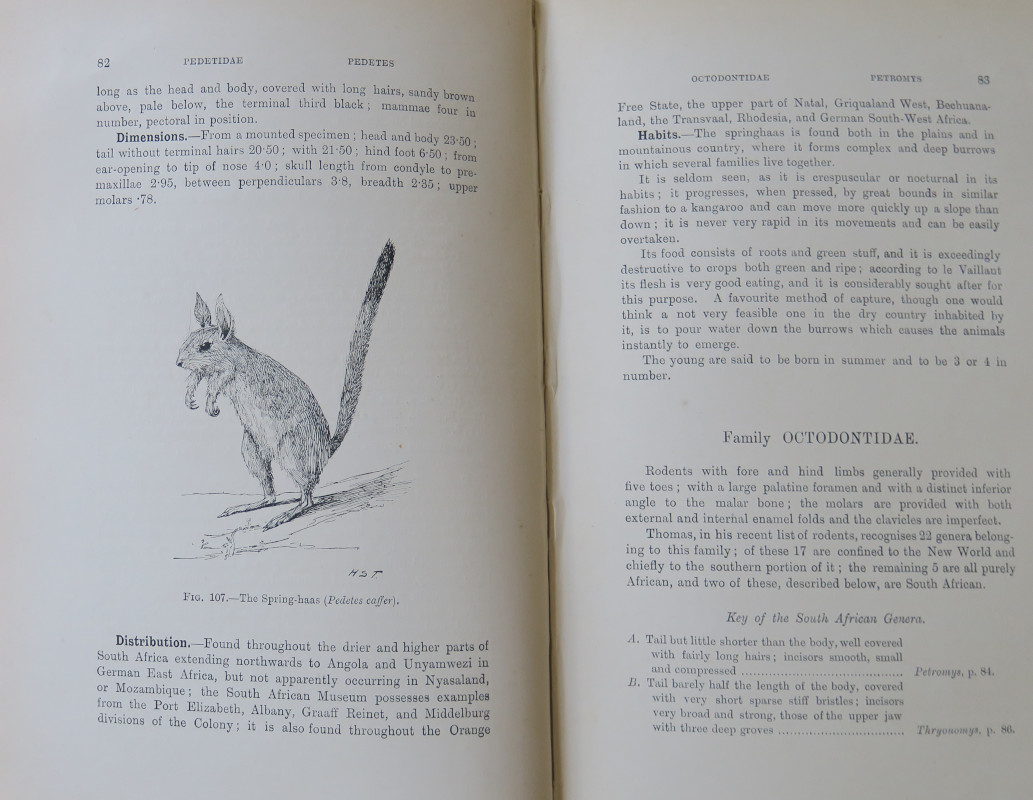 82 PEDETIDAE PEDETES
long as the head and body, covered with long hairs, sandy brown
above, pale below, the terminal third black; mammae four in
number, pectoral in position.
Dimensions.—From a mounted specimen; head and body 23·50;
tail without terminal hairs 20·50; with 21·50; hind foot 6·50; from
ear-opening to tip of nose 4·0; skull length from condyle to pre-
maxillae 2·95, between perpendiculars 3·8, breadth 2·35; upper
molars ·78.
H S T.
FIG. 107.—The Spring-haas (Pedetes caffer).
Distribution.—Found throughout the drier and higher parts of
South Africa extending northwards to Angola and Unyamwezi in
German East Africa, but not apparently occurring in Nyasaland,
or Mozambique; the South African Museum possesses examples
from the Port Elizabeth, Albany, Graaff Reinet, and Middelburg
divisions of the Colony; it is also found throughout the Orange
OCTODONTIDAE PETROMYS 83
Free State, the upper part of Natal, Griqualand West, Bechuana-
land, the Transvaal, Rhodesia, and German South-West Africa.
Habits.—The springhaas is found both in the plains and in
mountainous country, where it forms complex and deep burrows
in which several families live together.
It is seldom seen, as it is crespuscular or nocturnal in its
habits; it progresses, when pressed, by great bounds in similar
fashion to a kangaroo and can move more quickly up a slope than
down; it is never very rapid in its movements and can be easily
overtaken.
Its food consists of roots and green stuff, and it is exceedingly
destructive to crops both green and ripe; according to le Vaillant
its flesh is very good eating, and it is considerably sought after for
this purpose. A favourite method of capture, though one would
think a not very feasible one in the dry country inhabited by
it, is to pour water down the burrows which causes the animals
instantly to emerge.
The young are said to be born in summer and to be 3 or 4 in
number.
Family OCTODONTIDAE.
Rodents with fore and hind limbs generally provided with
five toes; with a large palatine foramen and with a distinct inferior
angle to the malar bone; the molars are provided with both
external and internal enamel folds and the clavicles are imperfect.
Thomas, in his recent list of rodents, recognises 22 genera belong-
ing to this family; of these 17 are confined to the New World and
chiefly to the southern portion of it; the remaining 5 are all purely
African, and two of these, described below, are South African.
Key of the South African Genera.
A. Tail but little shorter than the body, well covered
with fairly long hairs; incisors smooth, small
and compressed ........................................ Petromys, p. 84.
B. Tail barely half the length of the body, covered
with very short sparse stiff bristles; incisors
very broad and strong, those of the upper jaw
with three deep groves ................................ Thryonomys, p. 86.